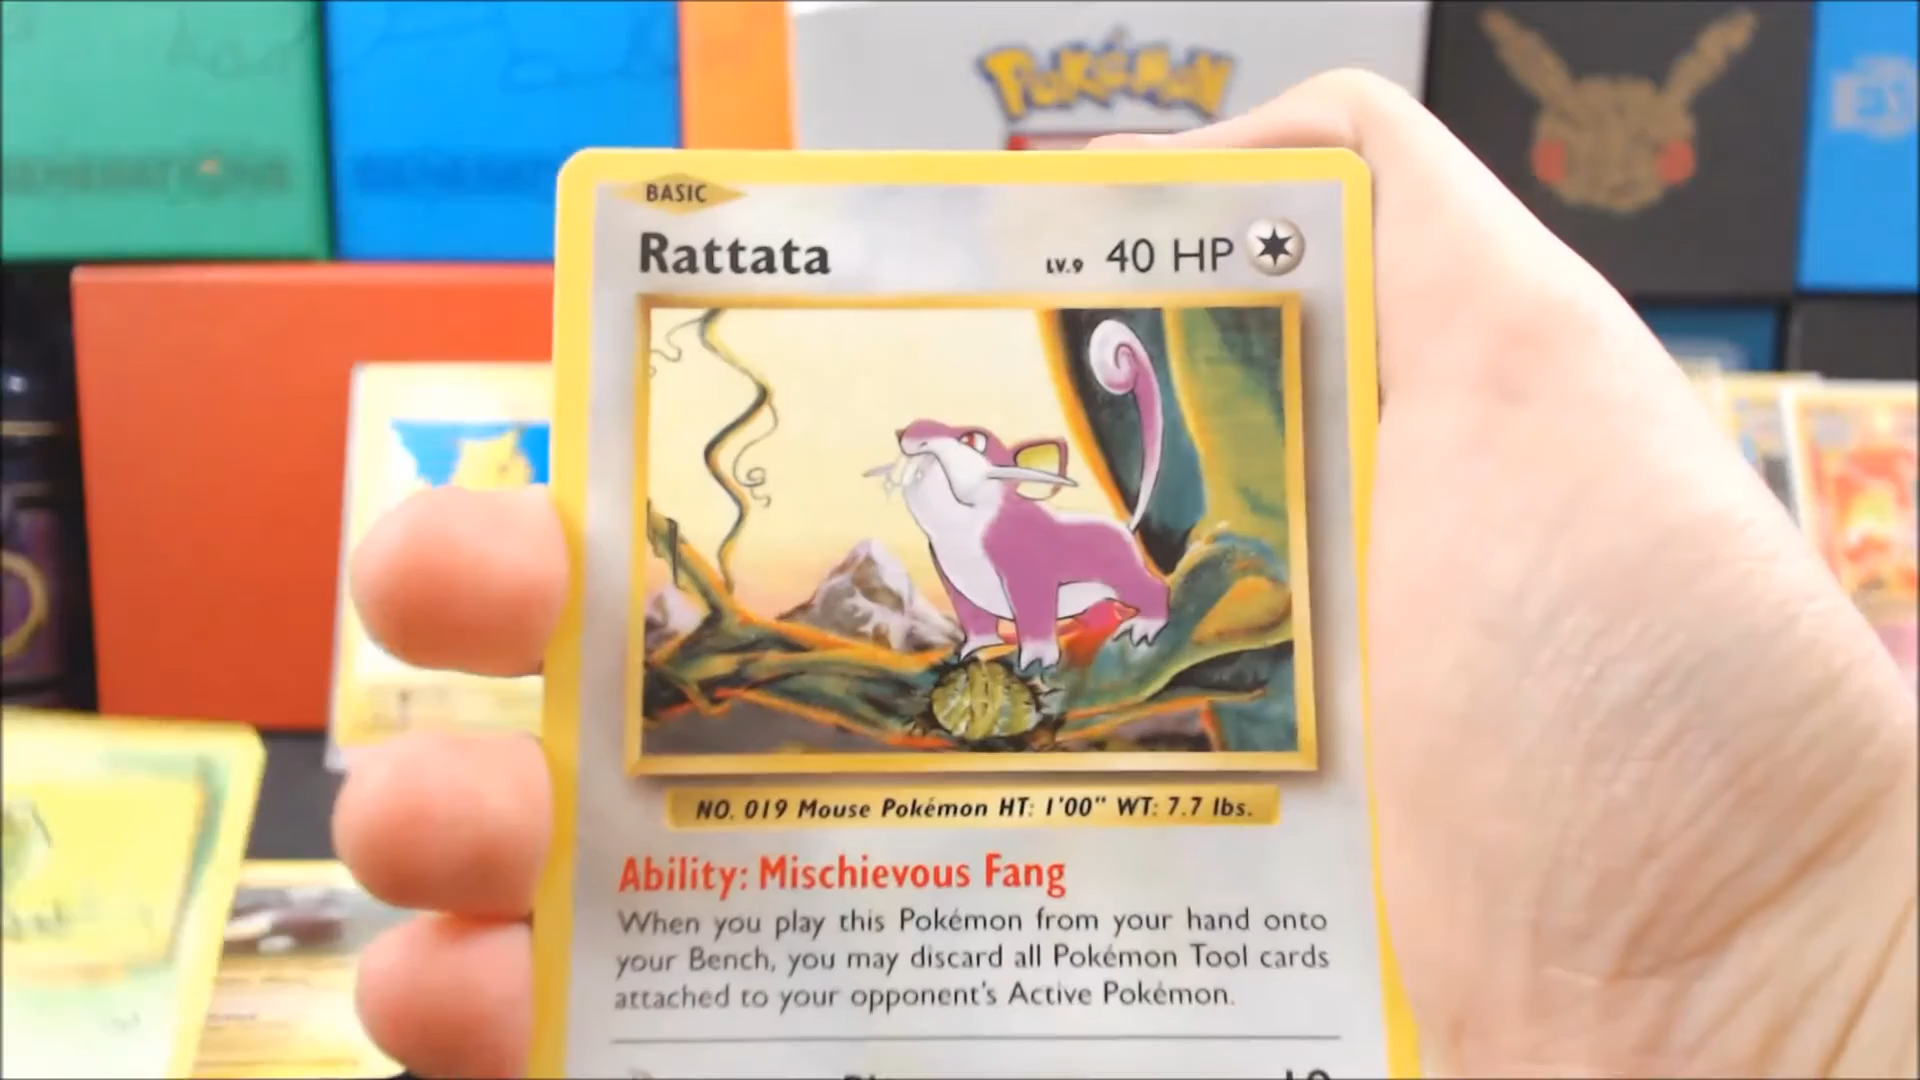 GENERATIONS
POKÉMON
BASIC
Rattata
LV.9 40 HP
NO. 019 Mouse Pokémon HT: 1'00" WT: 7.7 lbs.
Ability: Mischievous Fang
When you play this Pokémon from your hand onto
your Bench, you may discard all Pokémon Tool cards
attached to your opponent's Active Pokémon.